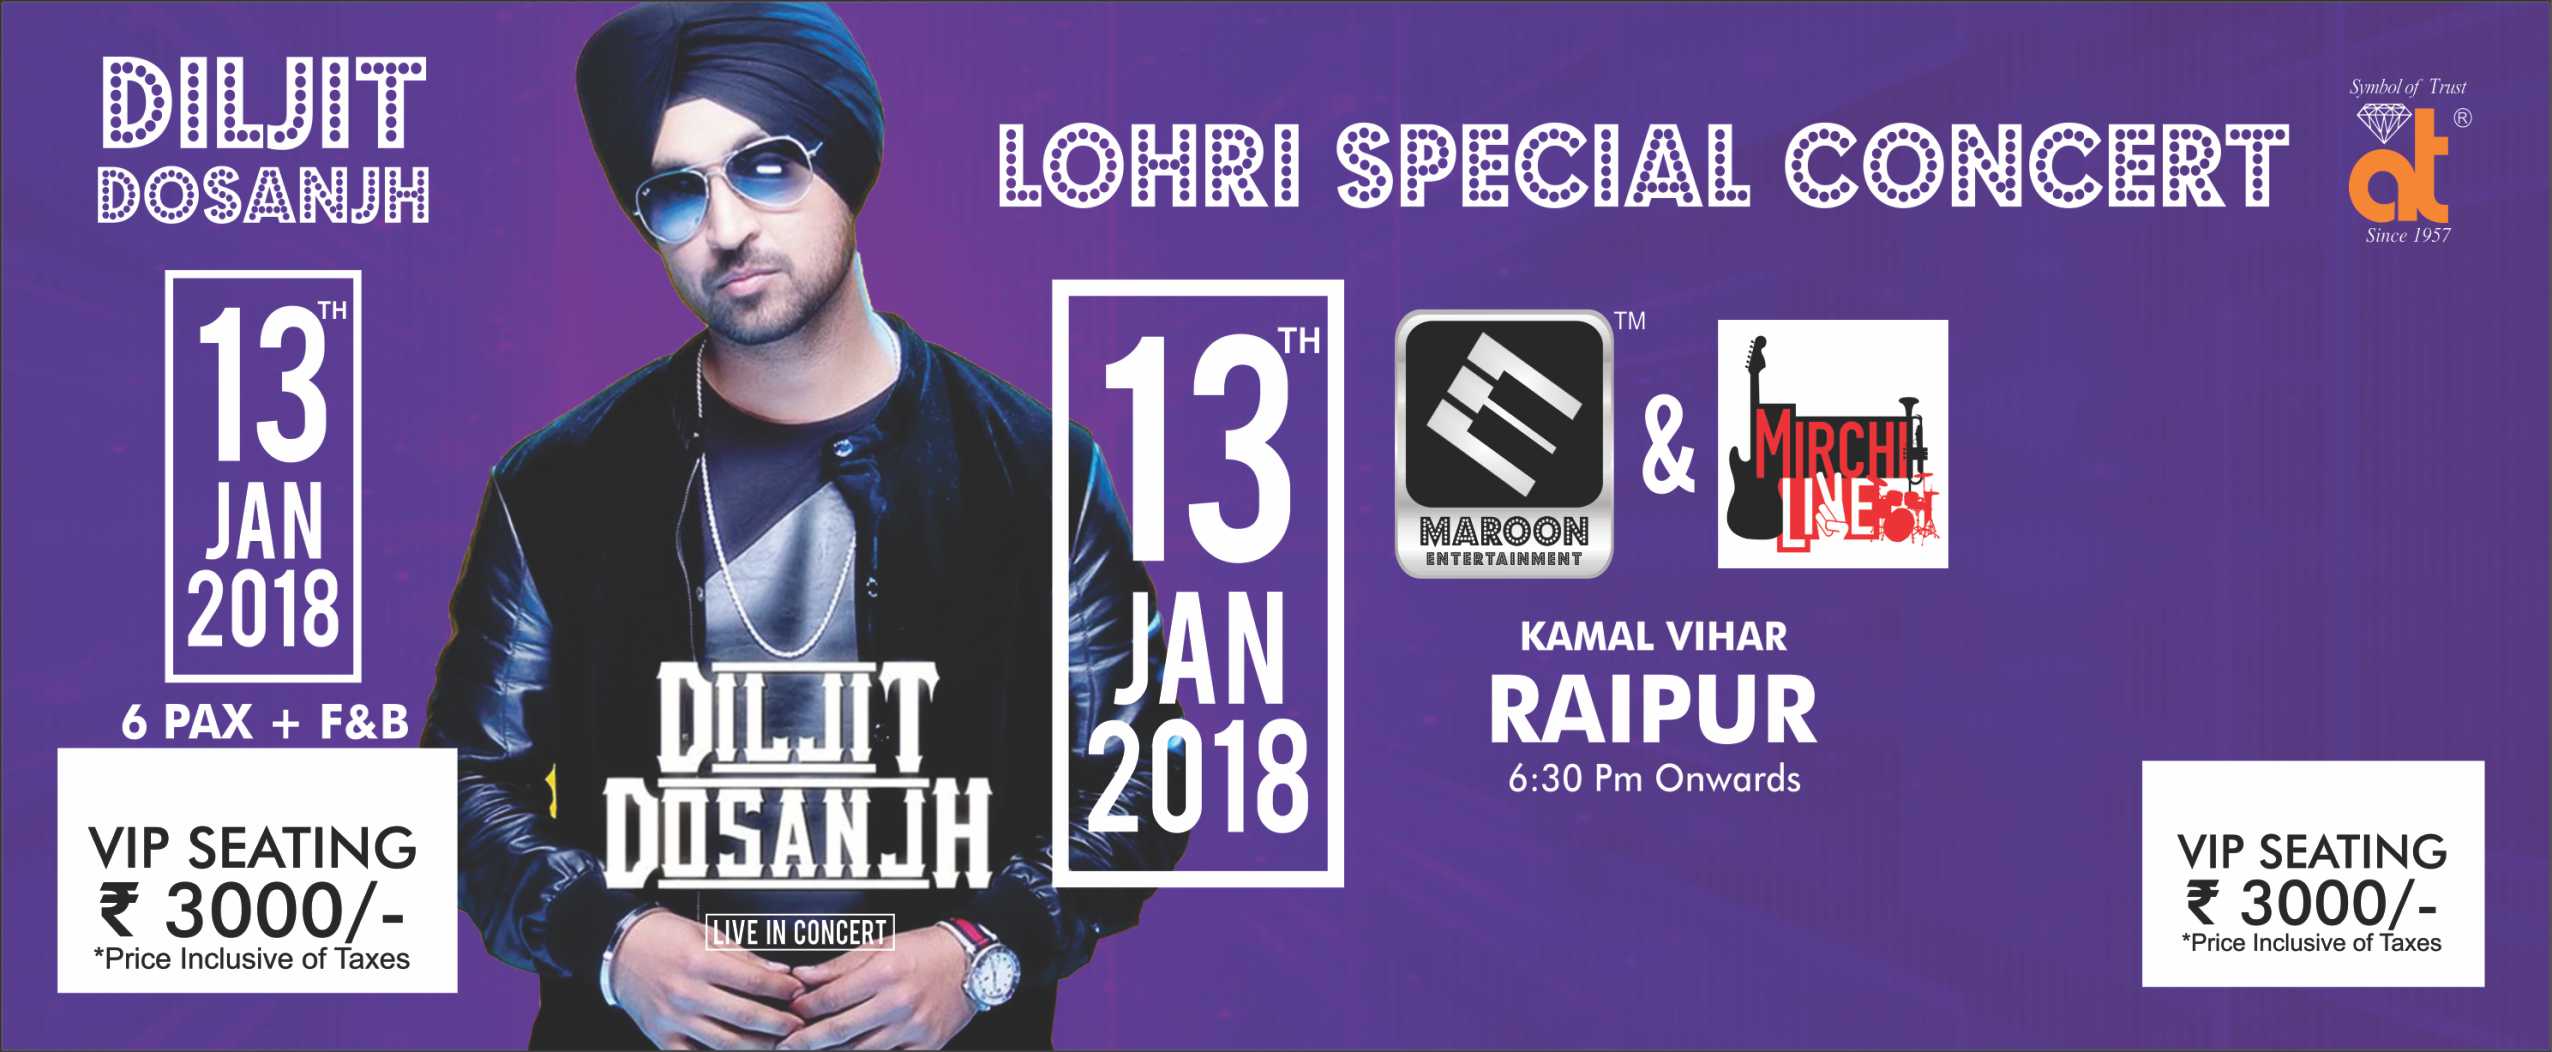 DILJIT
DOSANJH
13TH
JAN
2018
6 PAX + F&B
VIP SEATING
₹ 3000/-
*Price Inclusive of Taxes
DILJIT
DOSANJH
LIVE IN CONCERT
LOHRI SPECIAL CONCERT
Symbol of Trust
at®
Since 1957
13TH
JAN
2018
MAROON
ENTERTAINMENT
TM
&
MIRCHI
LIVE
KAMAL VIHAR
RAIPUR
6:30 Pm Onwards
VIP SEATING
₹ 3000/-
*Price Inclusive of Taxes